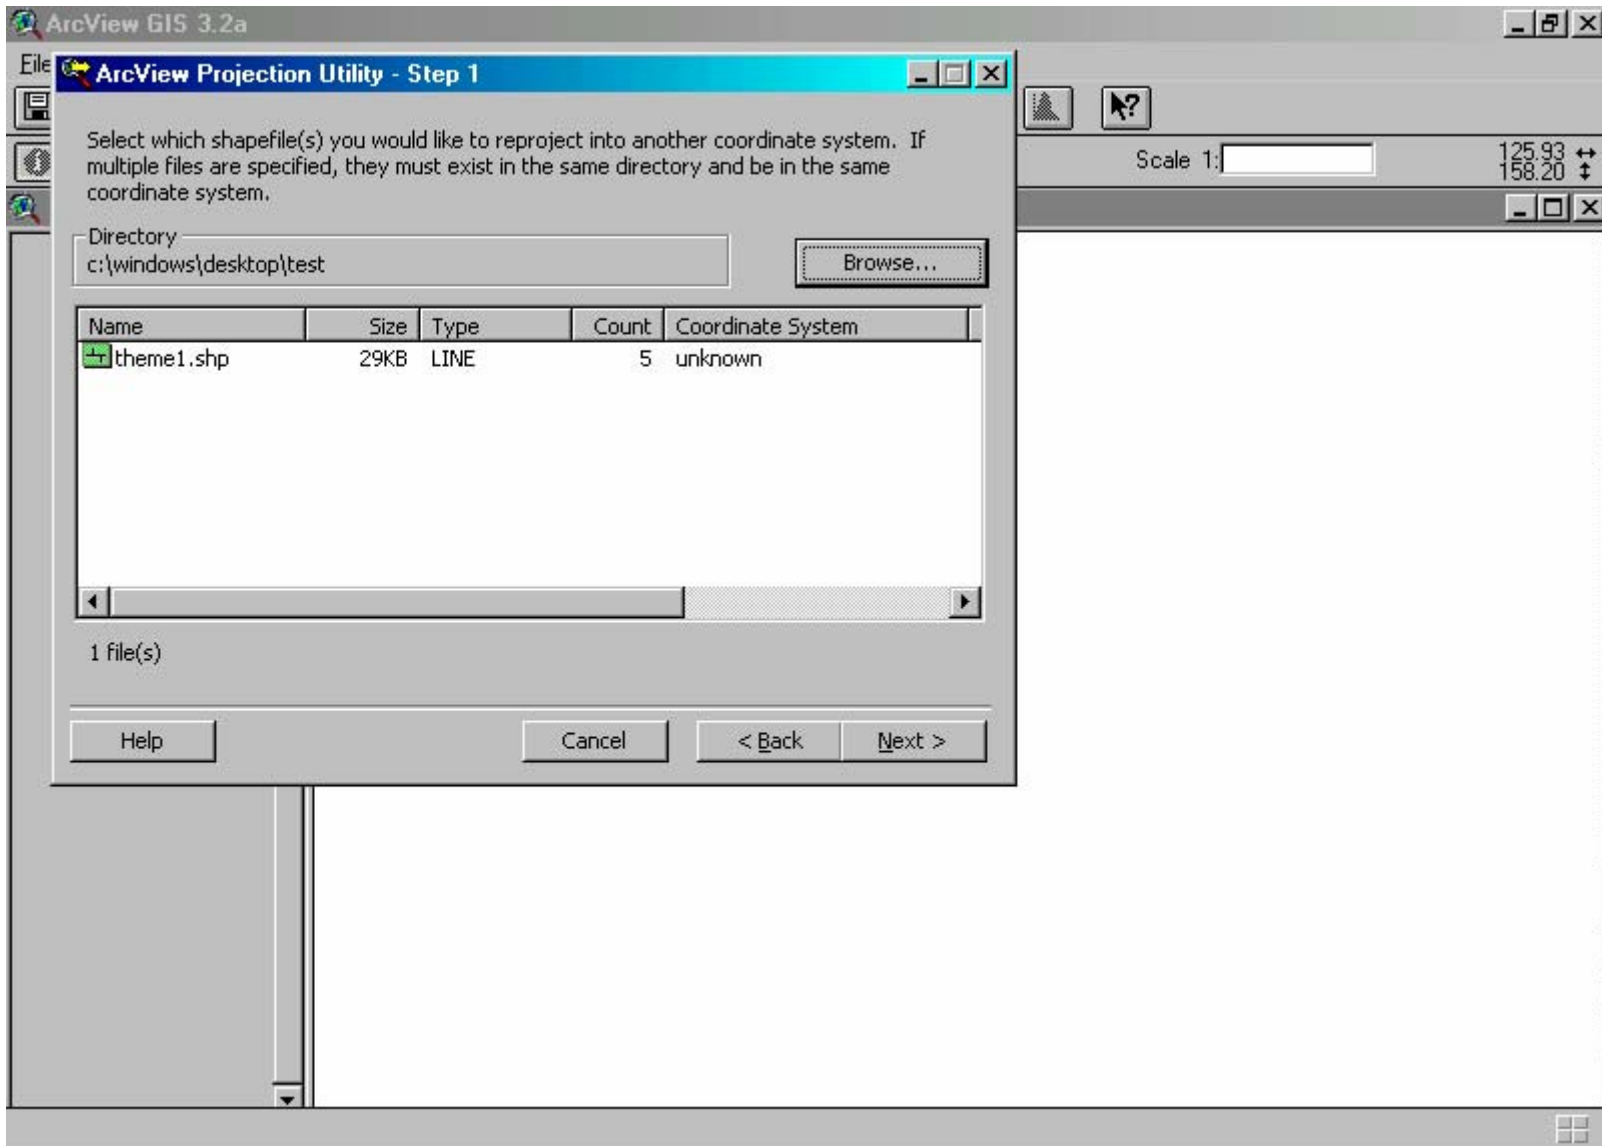 ArcView GIS 3.2a
File
ArcView Projection Utility - Step 1
Select which shapefile(s) you would like to reproject into another coordinate system. If
multiple files are specified, they must exist in the same directory and be in the same
coordinate system.
Scale 1:
125.93
158.20
Directory
c:\windows\desktop\test
Browse...
Name Size Type Count Coordinate System
theme1.shp 29KB LINE 5 unknown
1 file(s)
Help Cancel < Back Next >